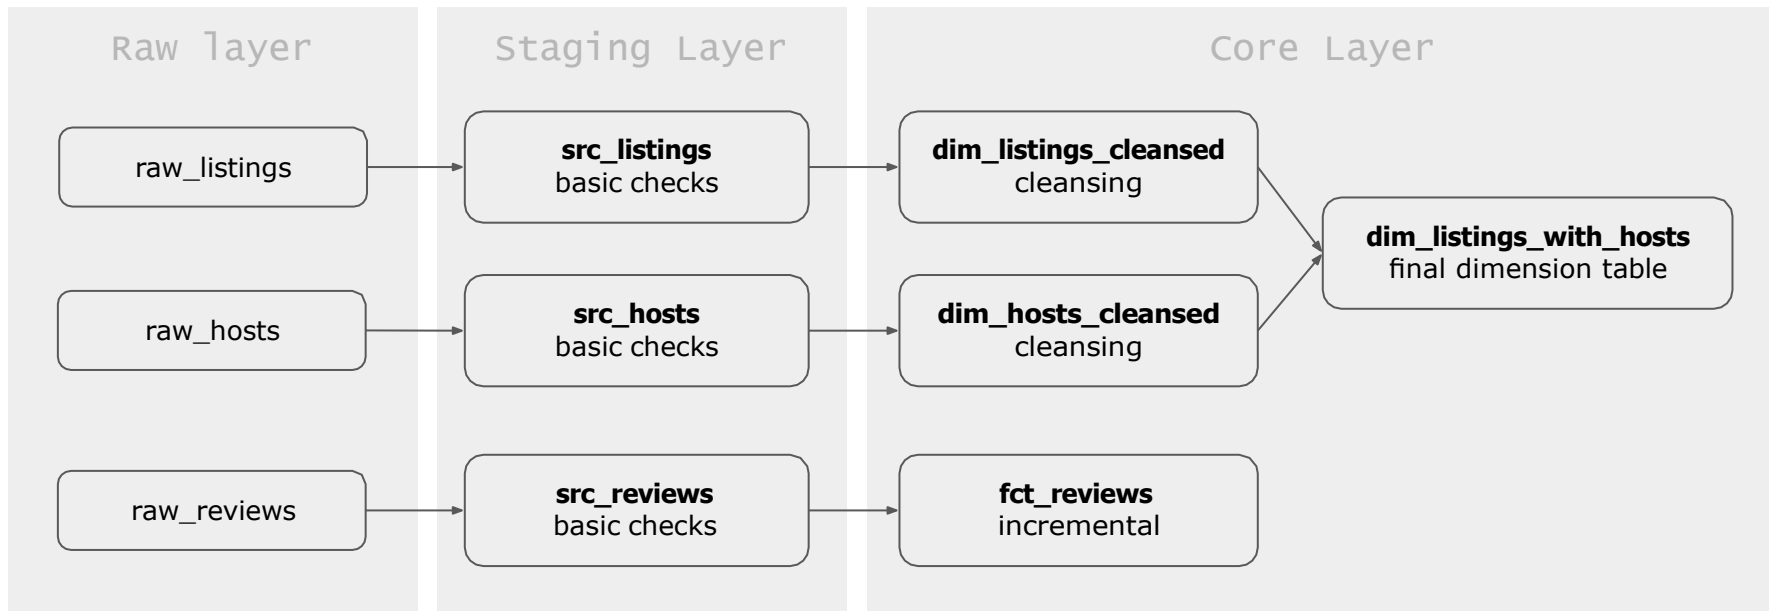 Raw layer
Staging Layer
Core Layer
raw_listings
src_listings
basic checks
dim_listings_cleansed
cleansing
dim_listings_with_hosts
final dimension table
raw_hosts
src_hosts
basic checks
dim_hosts_cleansed
cleansing
raw_reviews
src_reviews
basic checks
fct_reviews
incremental